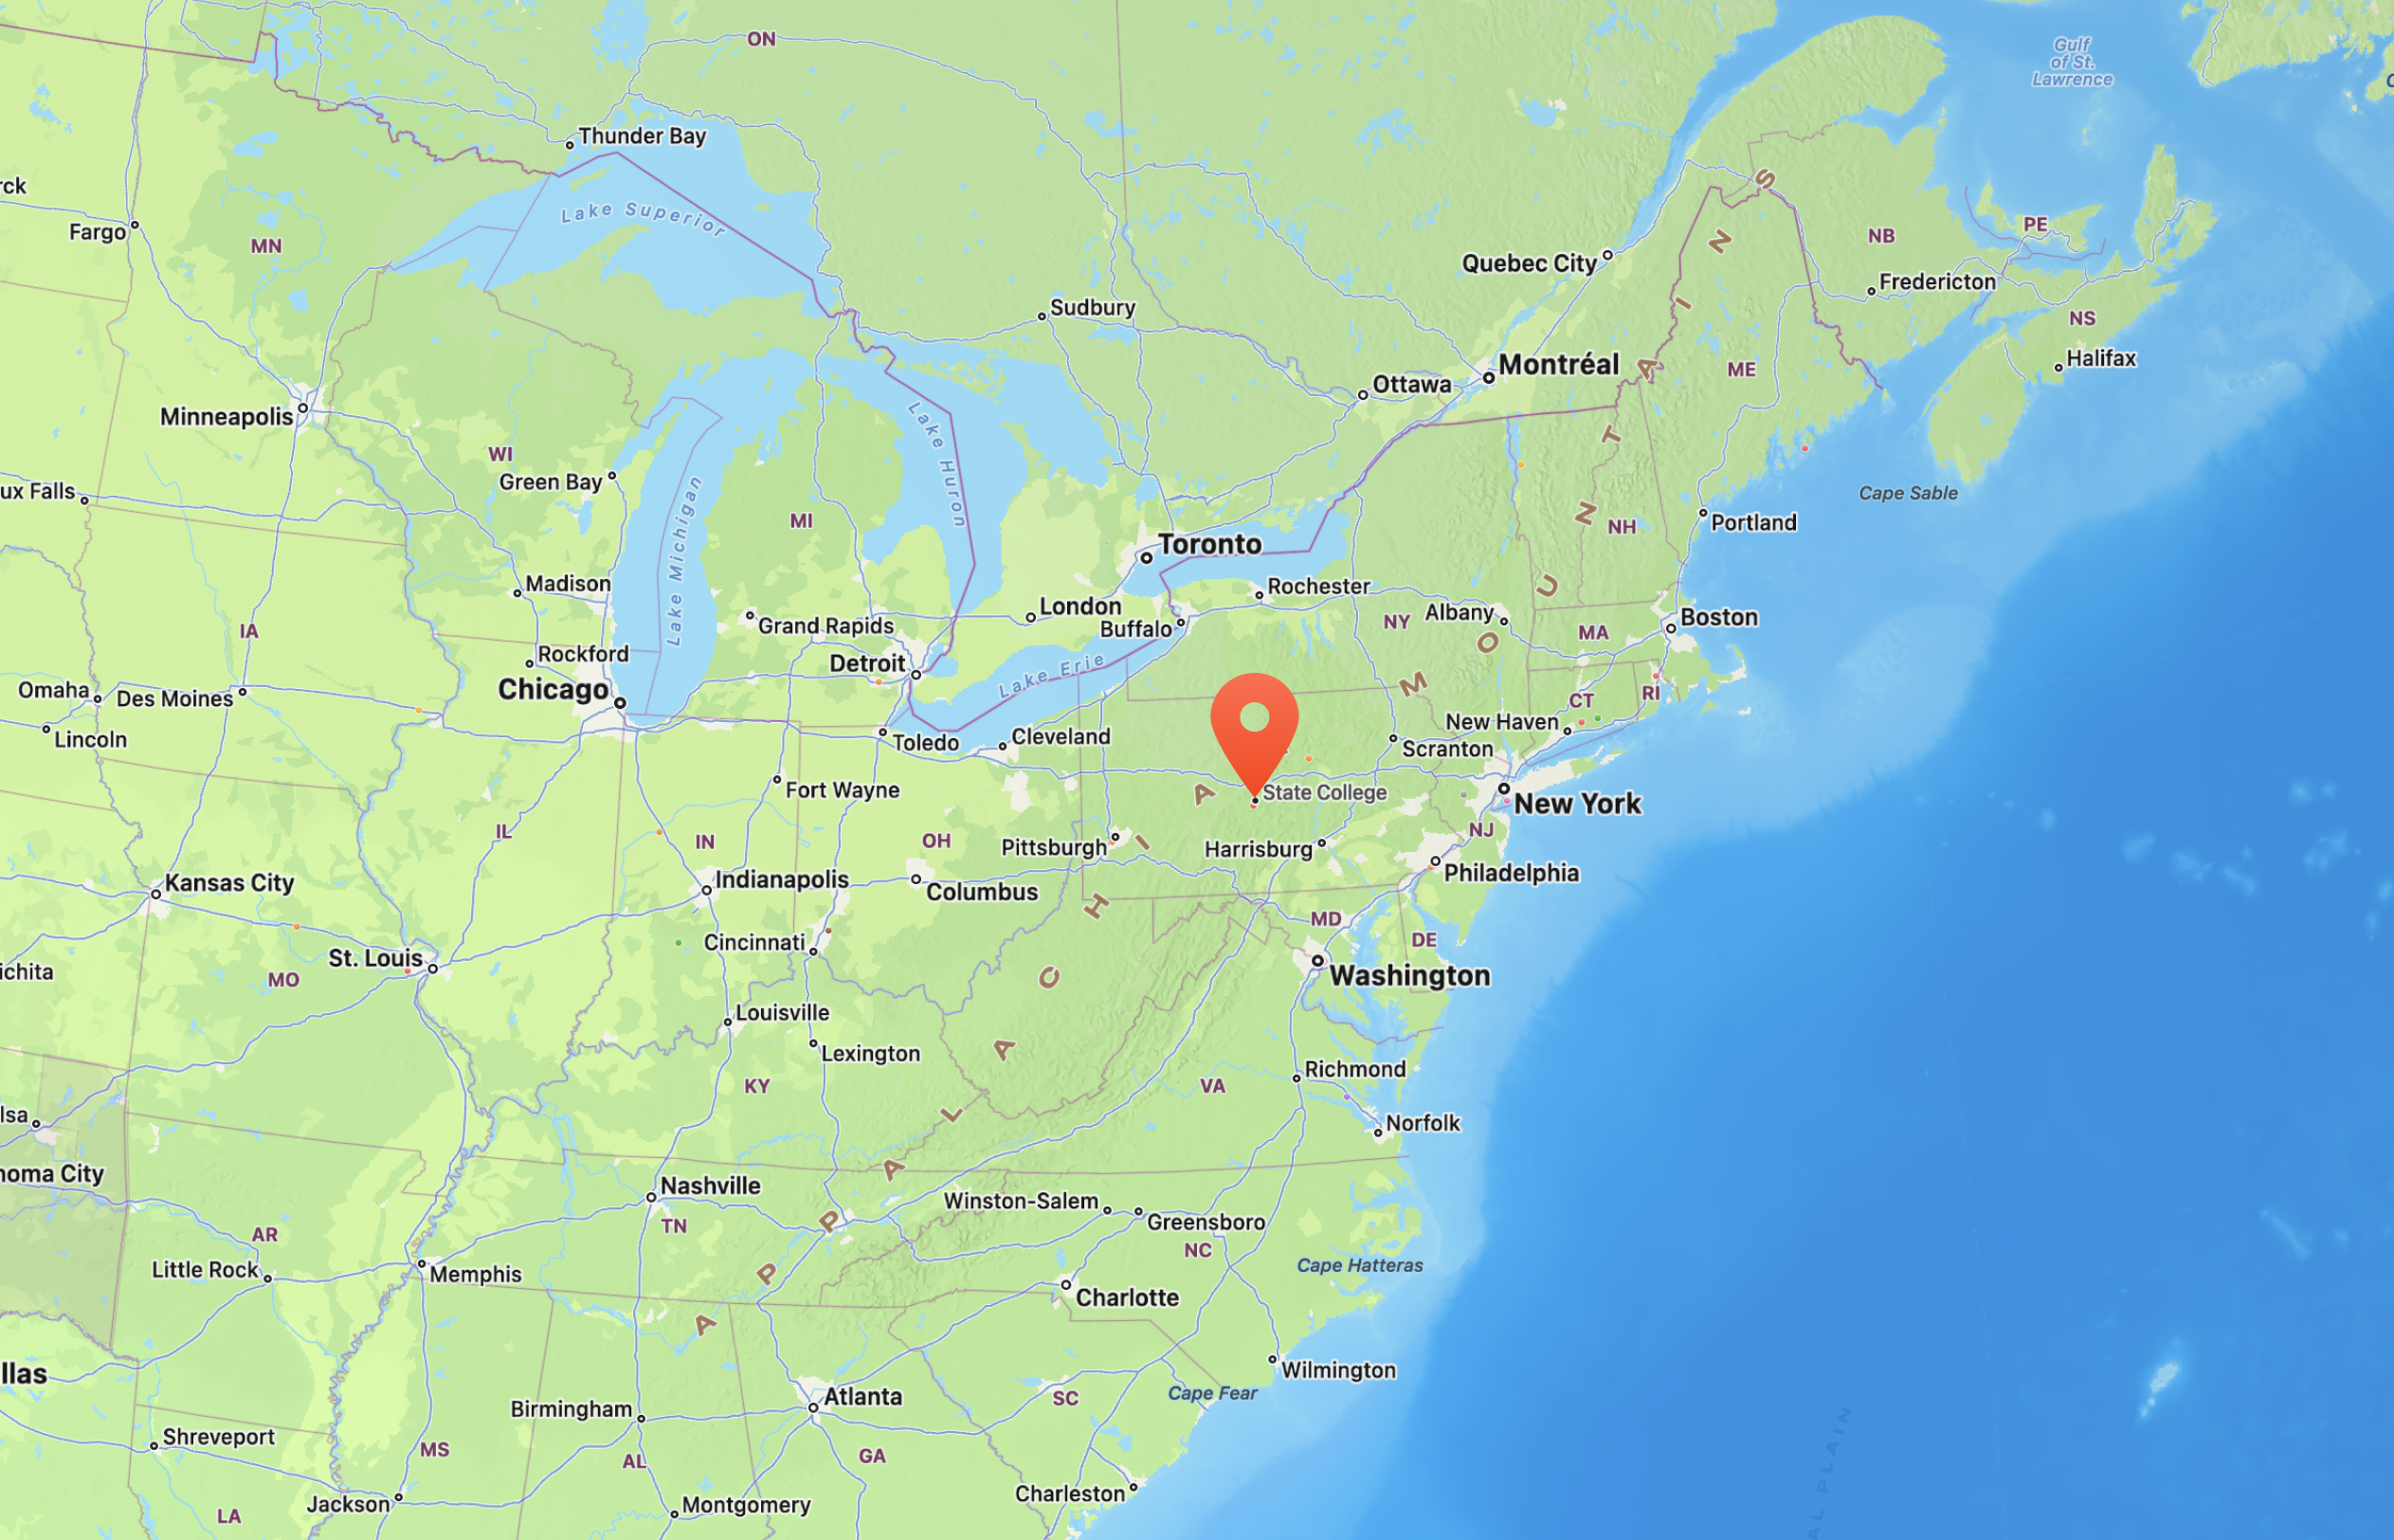 ON
Gulf
of St.
Lawrence
Thunder Bay
rck
Lake Superior
Fargo
MN
PE
NB
Quebec City
Fredericton
Sudbury
NS
Halifax
Montréal
ME
Ottawa
Minneapolis
WI
Green Bay
Lake Huron
ux Falls
Cape Sable
Lake Michigan
MI
NH
Portland
Toronto
Madison
Rochester
London
Buffalo
Grand Rapids
NY
Albany
MA
Boston
IA
Rockford
Detroit
Lake Erie
Chicago
Omaha
Des Moines
CT
RI
New Haven
Lincoln
Toledo
Cleveland
Scranton
Fort Wayne
State College
New York
IL
IN
OH
Pittsburgh
Harrisburg
NJ
Philadelphia
Kansas City
Indianapolis
Columbus
MD
DE
Cincinnati
St. Louis
ichita
MO
Washington
Louisville
Lexington
Richmond
KY
VA
lsa
Norfolk
homa City
APPALACHIAN MOUNTAINS
Nashville
Winston-Salem
TN
Greensboro
AR
NC
Cape Hatteras
Little Rock
Memphis
Charlotte
llas
Wilmington
Cape Fear
Atlanta
SC
Birmingham
Shreveport
MS
AL
GA
Charleston
Jackson
Montgomery
LA
AL PLAIN